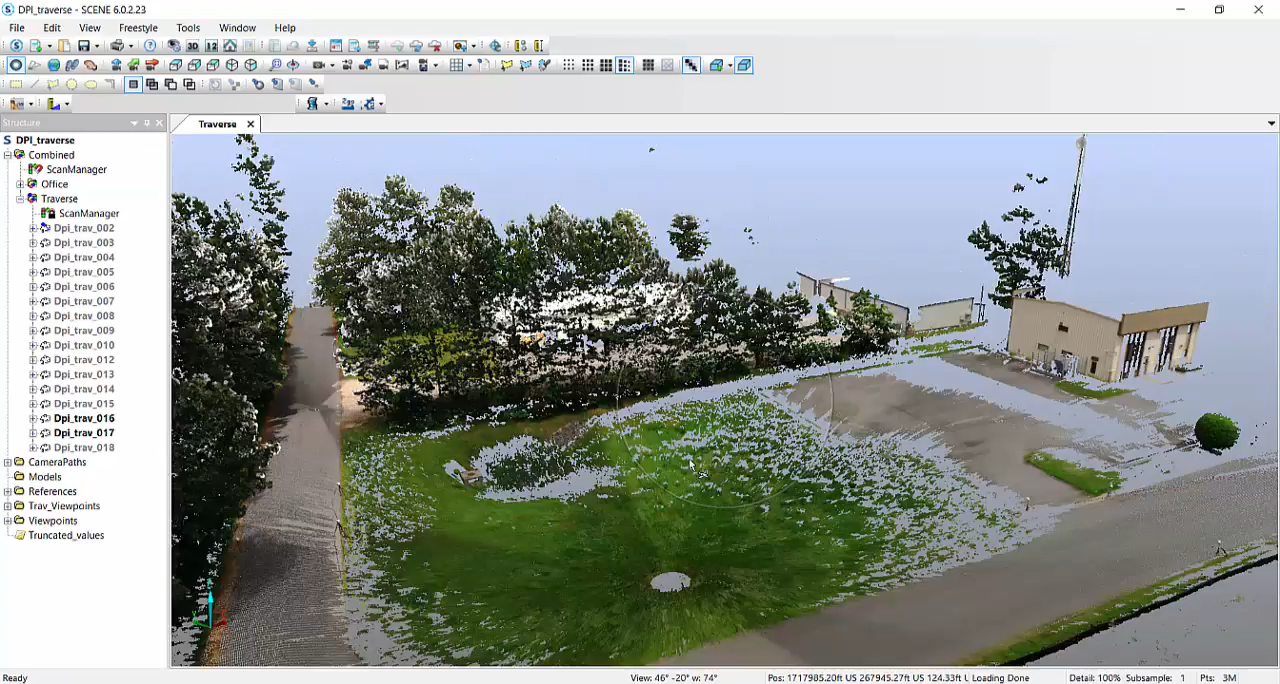 DPI_traverse - SCENE 6.0.2.23
File Edit View Freestyle Tools Window Help
3D 12
Structure
Traverse
DPI_traverse
Combined
ScanManager
Office
Traverse
ScanManager
Dpi_trav_002
Dpi_trav_003
Dpi_trav_004
Dpi_trav_005
Dpi_trav_006
Dpi_trav_007
Dpi_trav_008
Dpi_trav_009
Dpi_trav_010
Dpi_trav_012
Dpi_trav_013
Dpi_trav_014
Dpi_trav_015
Dpi_trav_016
Dpi_trav_017
Dpi_trav_018
CameraPaths
Models
References
Trav_Viewpoints
Viewpoints
Truncated_values
Ready View: 46° -20° w: 74° Pos: 1717985.20ft US 267945.27ft US 124.33ft U Loading Done Detail: 100% Subsample: 1 Pts: 3M